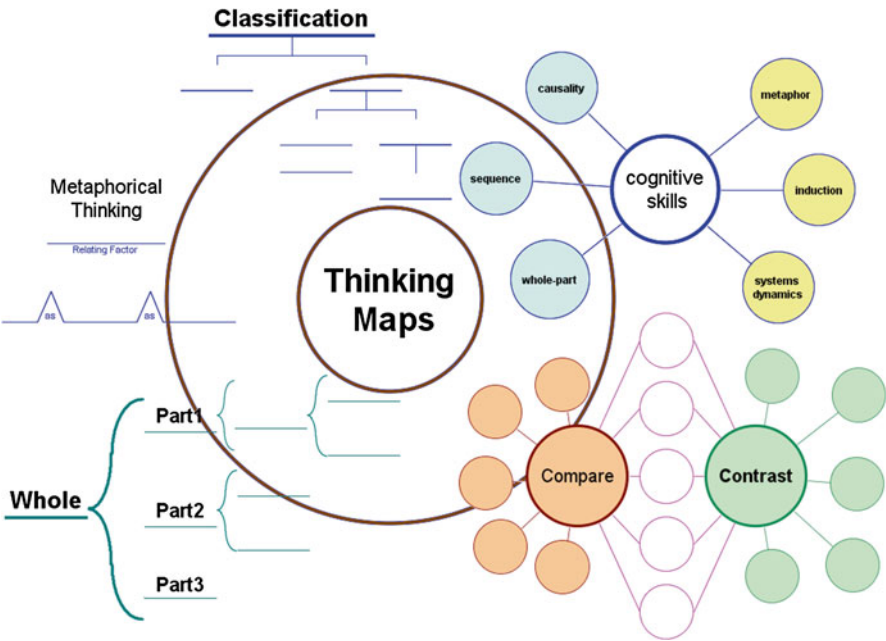 Classification
causality
metaphor
sequence
cognitive
skills
induction
whole-part
systems
dynamics
Metaphorical
Thinking
Relating Factor
as
as
Thinking
Maps
Whole
Part1
Part2
Part3
Compare
Contrast